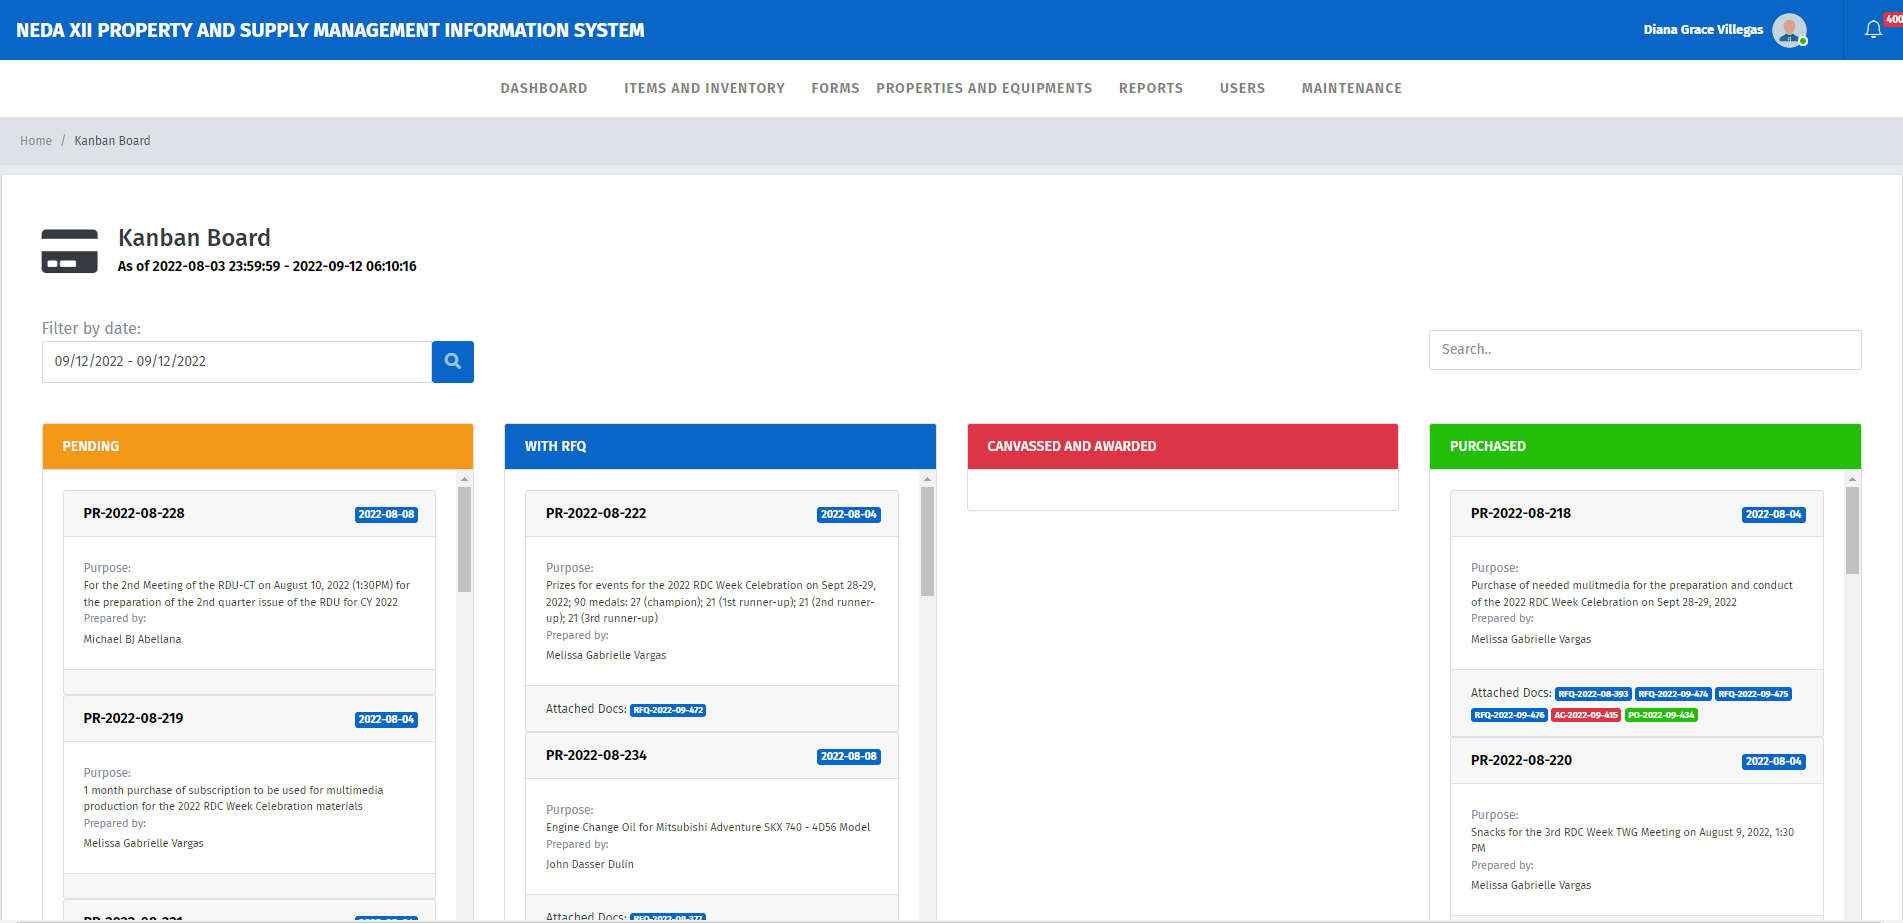 NEDA XII PROPERTY AND SUPPLY MANAGEMENT INFORMATION SYSTEM
Diana Grace Villegas
400
DASHBOARD ITEMS AND INVENTORY FORMS PROPERTIES AND EQUIPMENTS REPORTS USERS MAINTENANCE
Home / Kanban Board
Kanban Board
As of 2022-08-03 23:59:59 - 2022-09-12 06:10:16
Filter by date:
09/12/2022 - 09/12/2022
Search..
PENDING
PR-2022-08-228 2022-08-08
Purpose:
For the 2nd Meeting of the RDU-CT on August 10, 2022 (1:30PM) for
the preparation of the 2nd quarter issue of the RDU for CY 2022
Prepared by:
Michael BJ Abellana
PR-2022-08-219 2022-08-04
Purpose:
1 month purchase of subscription to be used for multimedia
production for the 2022 RDC Week Celebration materials
Prepared by:
Melissa Gabrielle Vargas
WITH RFQ
PR-2022-08-222 2022-08-04
Purpose:
Prizes for events for the 2022 RDC Week Celebration on Sept 28-29,
2022; 90 medals: 27 (champion); 21 (1st runner-up); 21 (2nd runner-
up); 21 (3rd runner-up)
Prepared by:
Melissa Gabrielle Vargas
Attached Docs: RFQ-2022-09-472
PR-2022-08-234 2022-08-08
Purpose:
Engine Change Oil for Mitsubishi Adventure SKX 740 - 4D56 Model
Prepared by:
John Dasser Dulin
Attached Docs: RFQ-2022-08-377
CANVASSED AND AWARDED
PURCHASED
PR-2022-08-218 2022-08-04
Purpose:
Purchase of needed mulitmedia for the preparation and conduct
of the 2022 RDC Week Celebration on Sept 28-29, 2022
Prepared by:
Melissa Gabrielle Vargas
Attached Docs: RFQ-2022-08-393 RFQ-2022-09-474 RFQ-2022-09-475
RFQ-2022-09-476 AC-2022-09-415 PO-2022-09-434
PR-2022-08-220 2022-08-04
Purpose:
Snacks for the 3rd RDC Week TWG Meeting on August 9, 2022, 1:30
PM
Prepared by:
Melissa Gabrielle Vargas